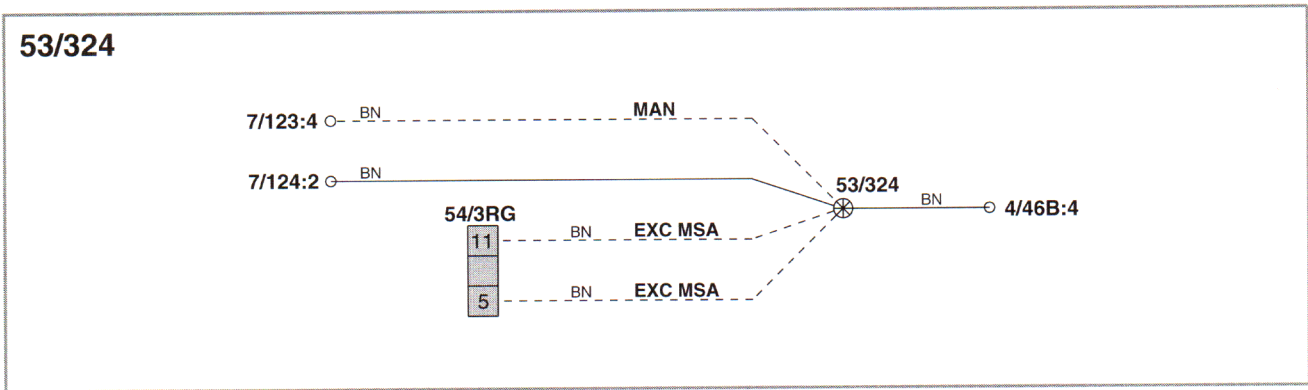 53/324
7/123:4 BN MAN
7/124:2 BN
53/324
BN 4/46B:4
54/3RG
11 BN EXC MSA
5 BN EXC MSA